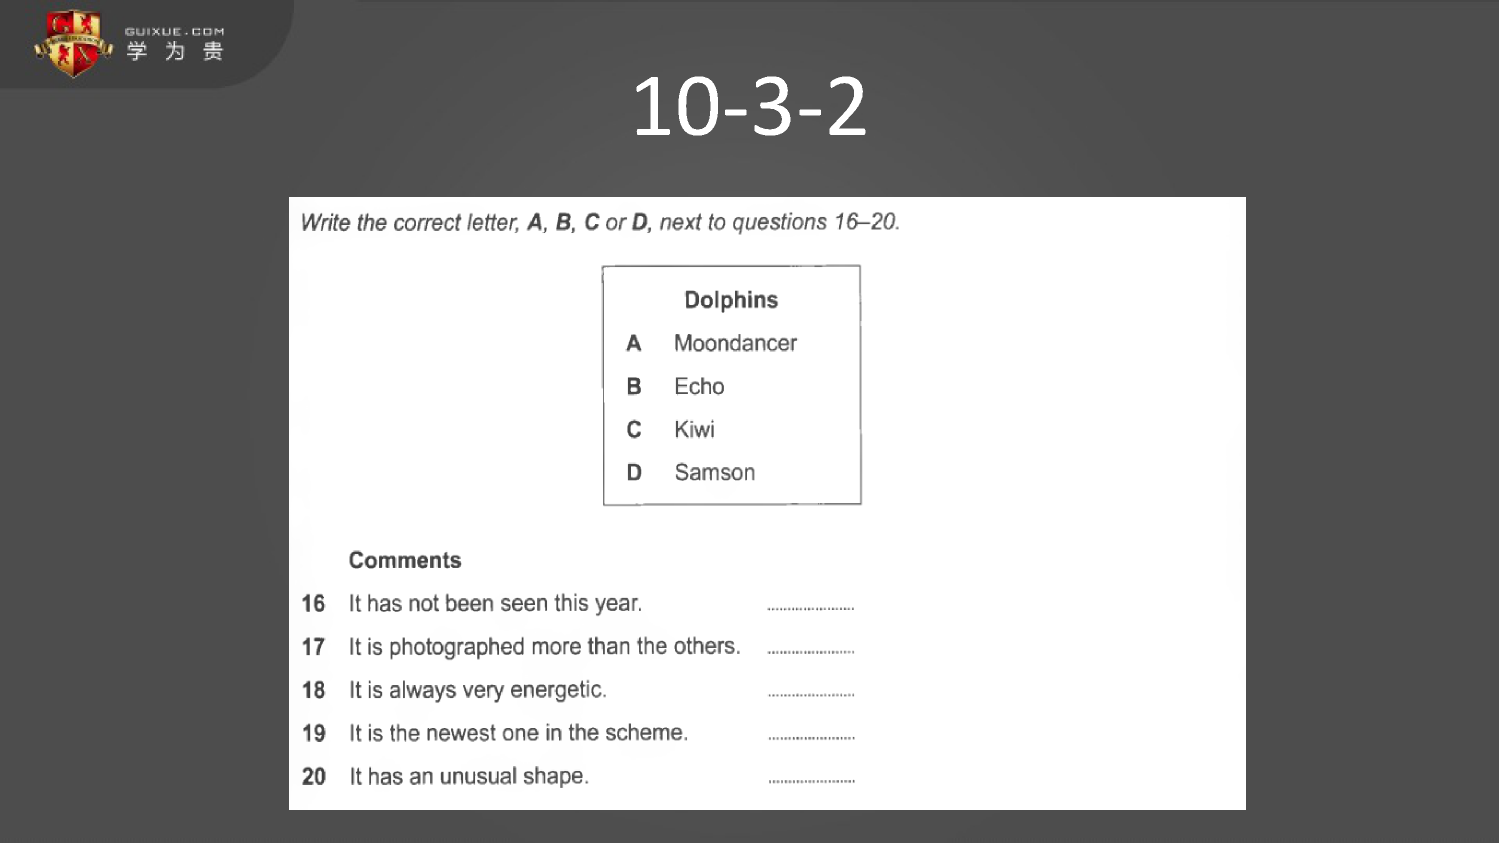 GUIXUE.COM
学为贵
10-3-2
Write the correct letter, A, B, C or D, next to questions 16–20.
Dolphins
A Moondancer
B Echo
C Kiwi
D Samson
Comments
16 It has not been seen this year. ......................
17 It is photographed more than the others. ......................
18 It is always very energetic. ......................
19 It is the newest one in the scheme. ......................
20 It has an unusual shape. ......................